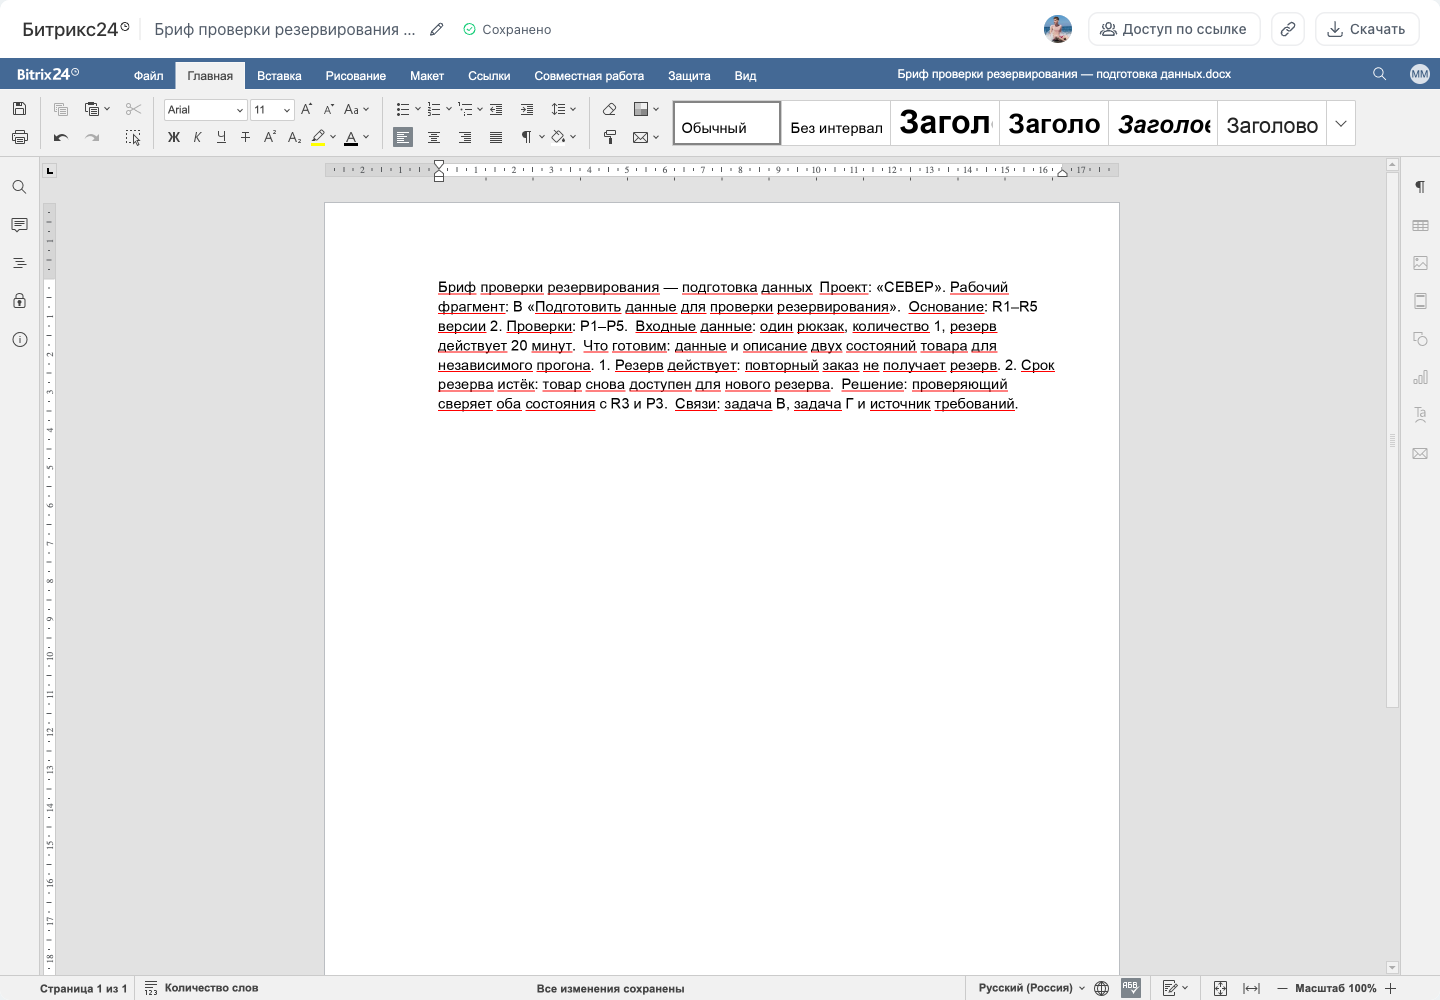 Битрикс24
Бриф проверки резервирования ...
Сохранено
Доступ по ссылке
Скачать
Bitrix24
Файл
Главная
Вставка
Рисование
Макет
Ссылки
Совместная работа
Защита
Вид
Бриф проверки резервирования — подготовка данных.docx
ММ
Arial
11
Обычный
Без интервал
Загол
Заголо
Заголов
Заголово
Бриф проверки резервирования — подготовка данных  Проект: «СЕВЕР». Рабочий
фрагмент: В «Подготовить данные для проверки резервирования».  Основание: R1–R5
версии 2. Проверки: P1–P5.  Входные данные: один рюкзак, количество 1, резерв
действует 20 минут.  Что готовим: данные и описание двух состояний товара для
независимого прогона. 1. Резерв действует: повторный заказ не получает резерв. 2. Срок
резерва истёк: товар снова доступен для нового резерва.  Решение: проверяющий
сверяет оба состояния с R3 и P3.  Связи: задача В, задача Г и источник требований.
Страница 1 из 1
Количество слов
Все изменения сохранены
Русский (Россия)
Масштаб 100%